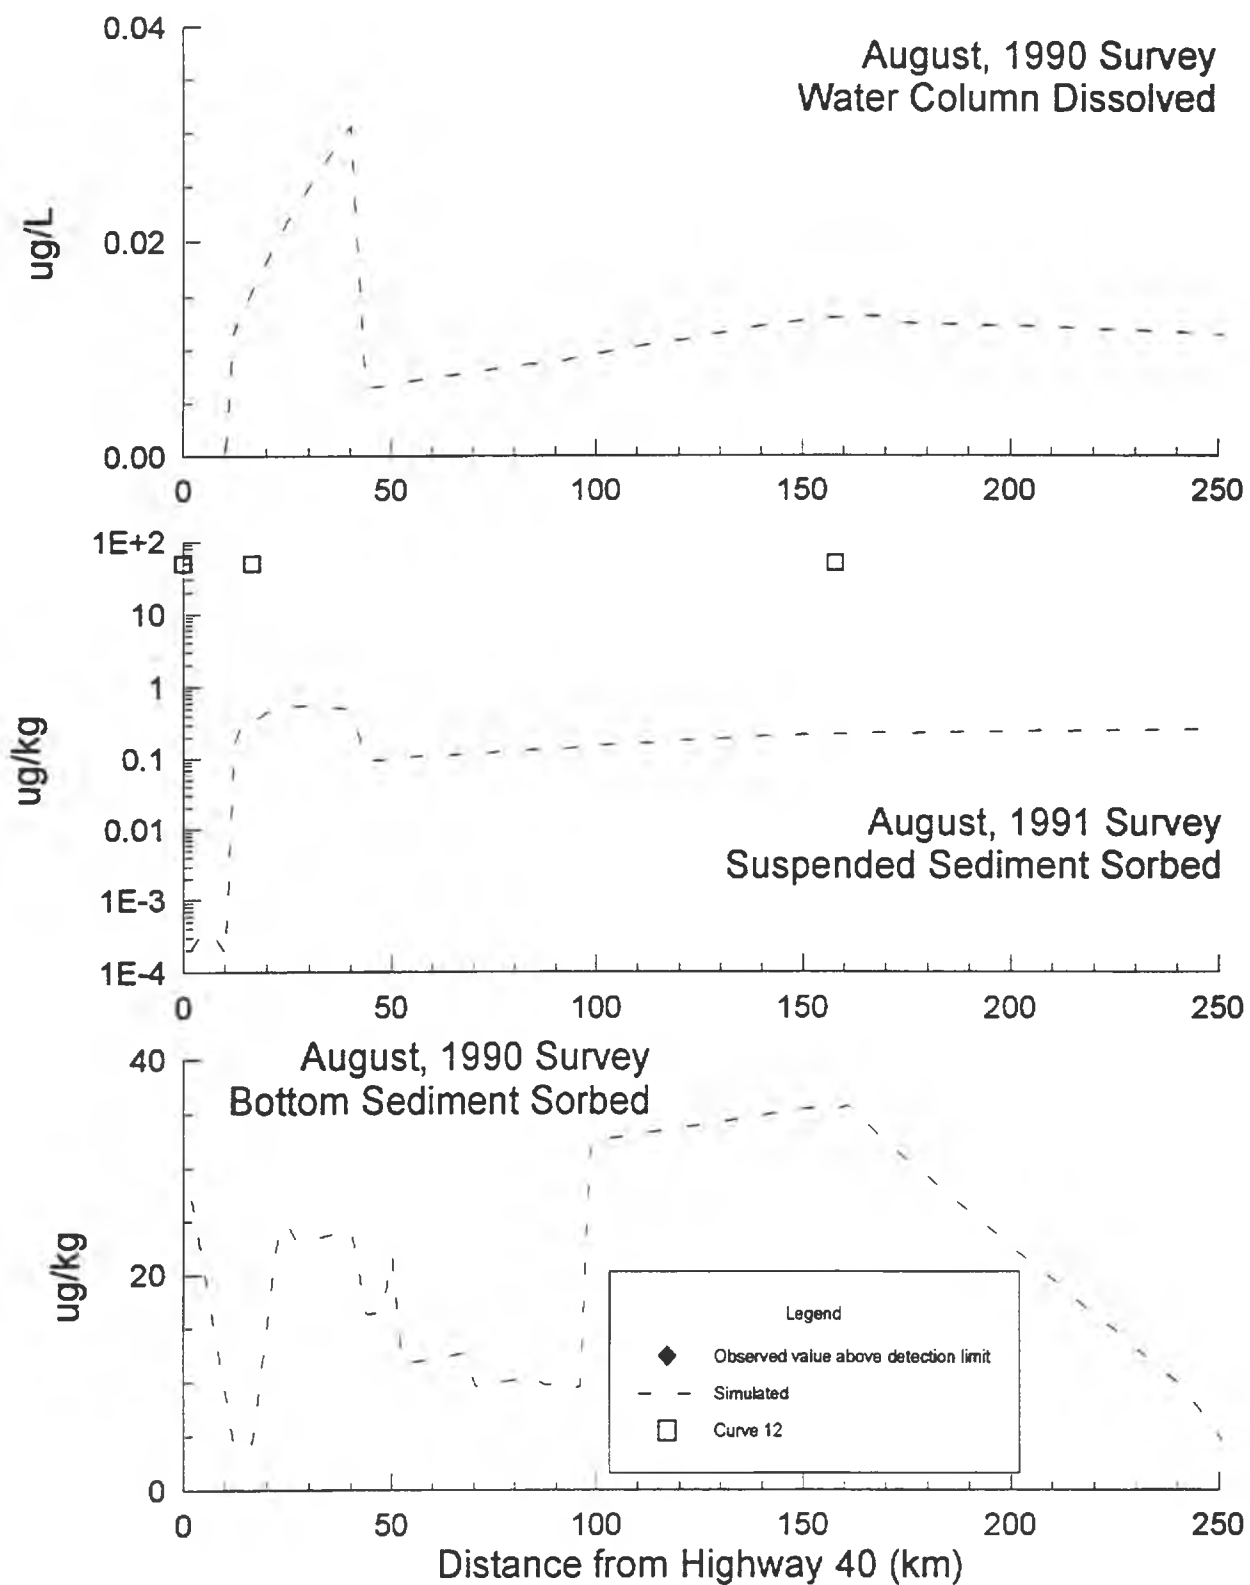 0.04
August, 1990 Survey
Water Column Dissolved
ug/L
0.02
0.00
0 50 100 150 200 250
1E+2
10
1
ug/kg
0.1
August, 1991 Survey
0.01
Suspended Sediment Sorbed
1E-3
1E-4
0 50 100 150 200 250
August, 1990 Survey
40
Bottom Sediment Sorbed
ug/kg
20
Legend
Observed value above detection limit
Simulated
Curve 12
0
0 50 100 150 200 250
Distance from Highway 40 (km)